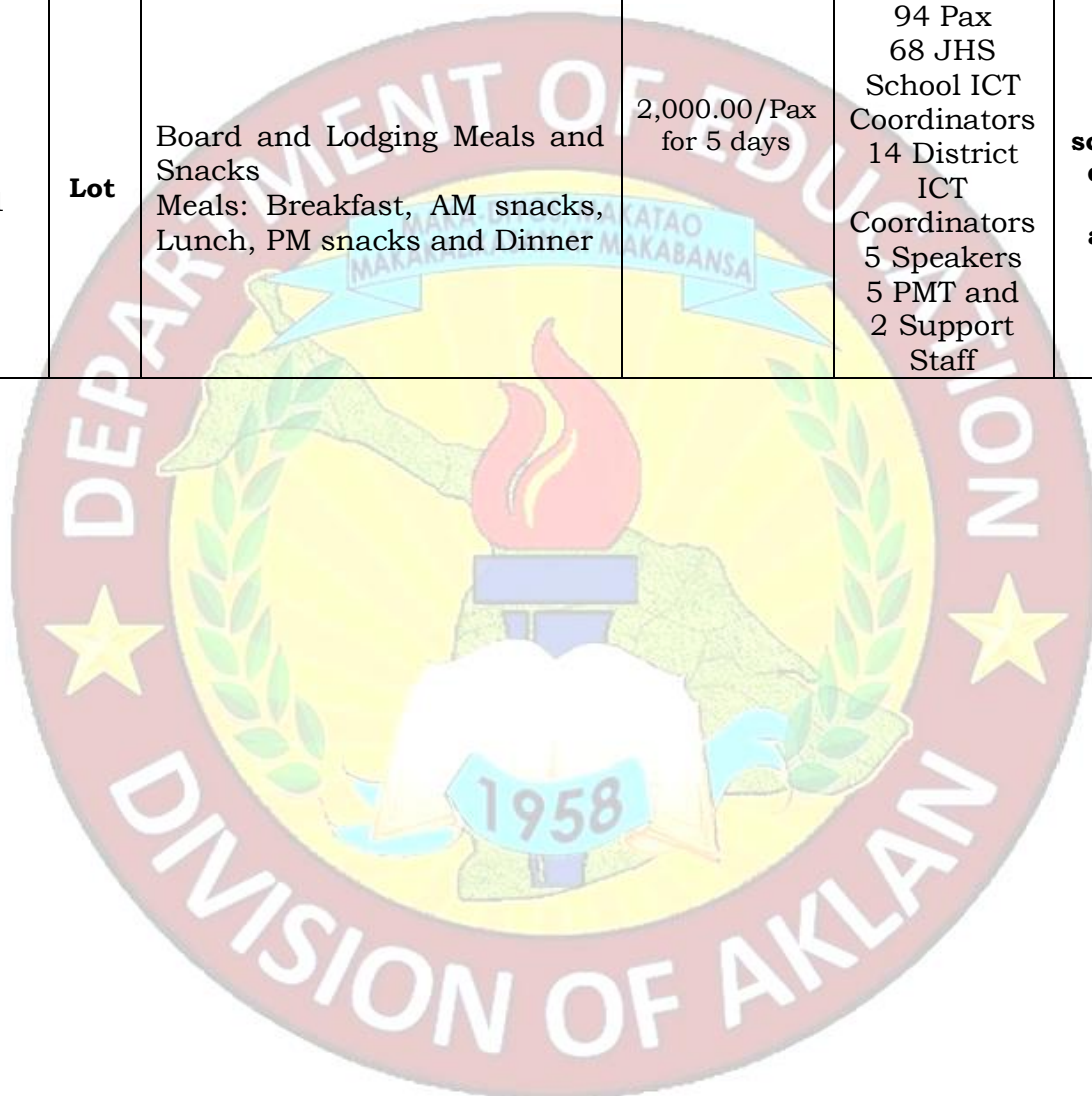 Lot
Board and Lodging Meals and
Snacks
Meals: Breakfast, AM snacks,
Lunch, PM snacks and Dinner
2,000.00/Pax
for 5 days
94 Pax
68 JHS
School ICT
Coordinators
14 District
ICT
Coordinators
5 Speakers
5 PMT and
2 Support
Staff
DEPARTMENT OF EDUCATION
MAKABANSA
1958
DIVISION OF AKLAN